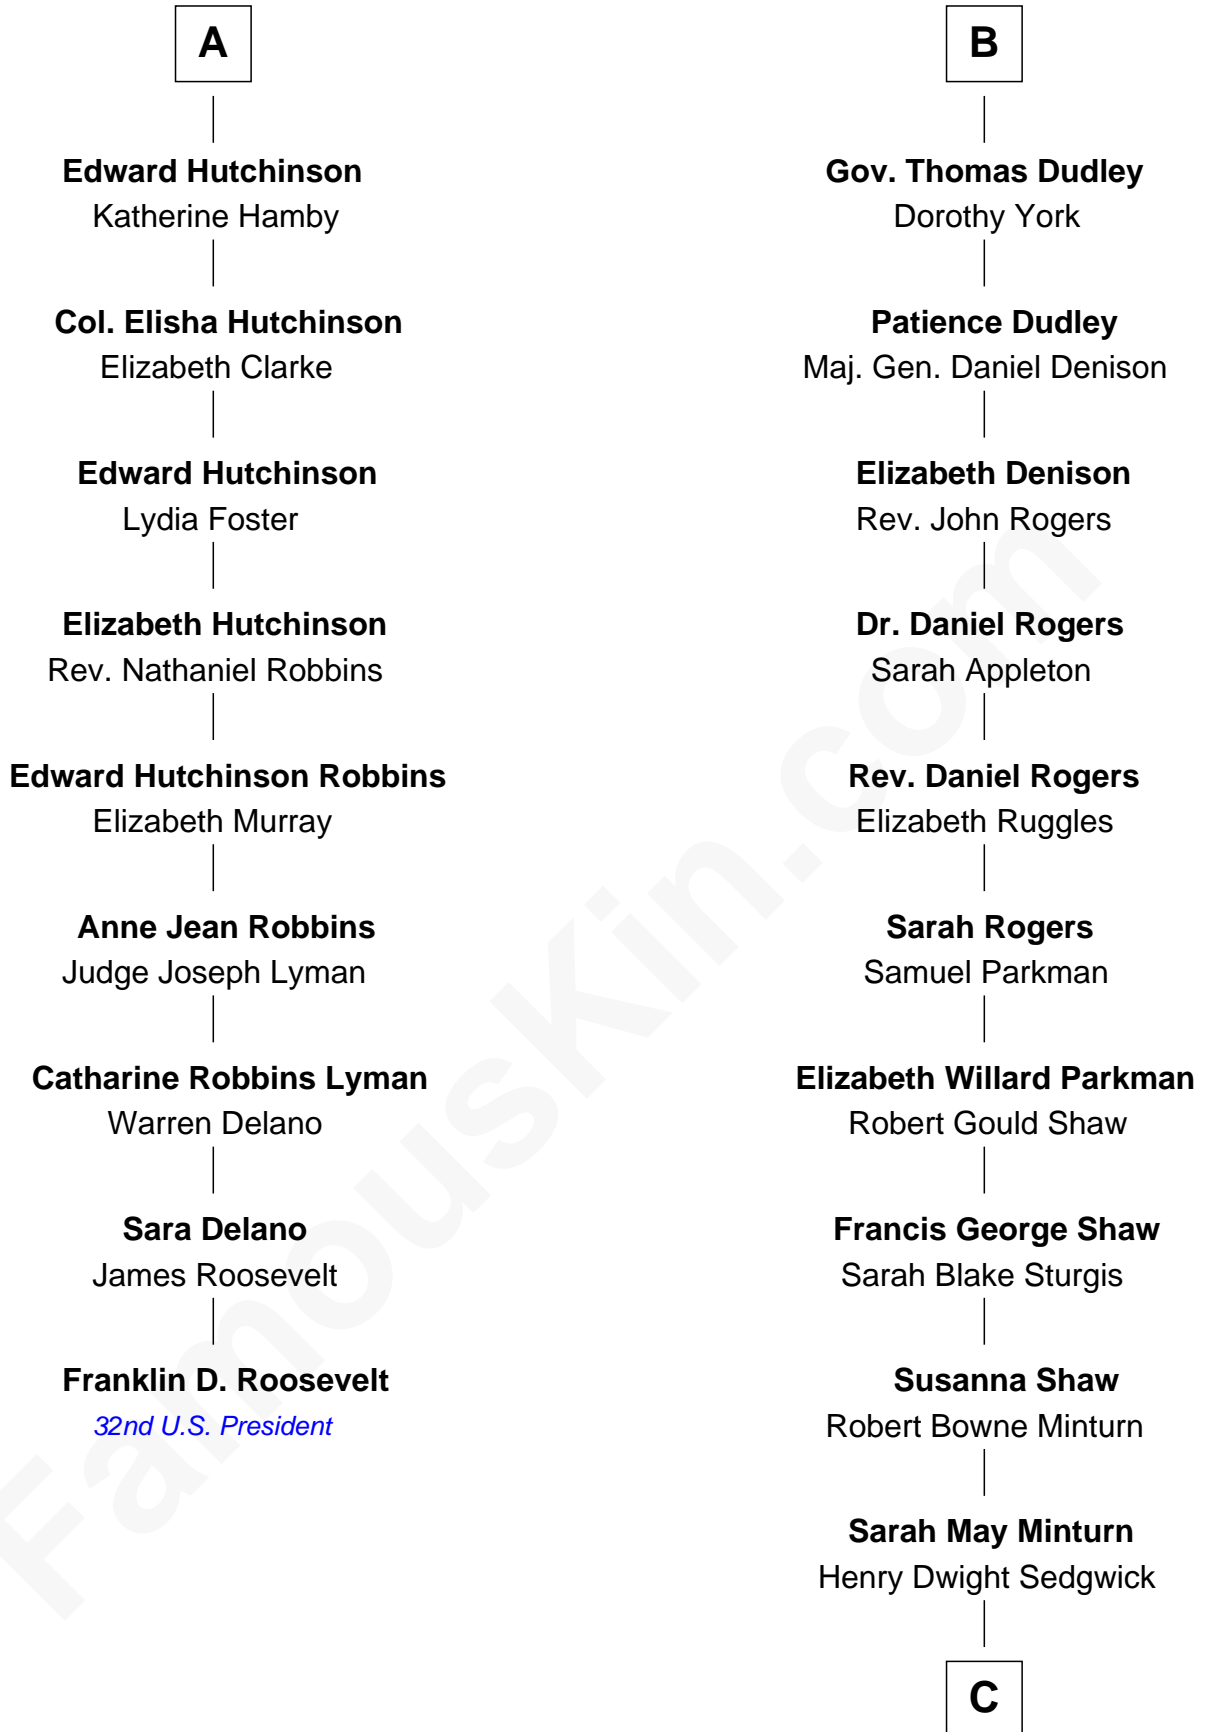 A
Edward Hutchinson
Katherine Hamby
Col. Elisha Hutchinson
Elizabeth Clarke
Edward Hutchinson
Lydia Foster
Elizabeth Hutchinson
Rev. Nathaniel Robbins
Edward Hutchinson Robbins
Elizabeth Murray
Anne Jean Robbins
Judge Joseph Lyman
Catharine Robbins Lyman
Warren Delano
Sara Delano
James Roosevelt
Franklin D. Roosevelt
32nd U.S. President
B
Gov. Thomas Dudley
Dorothy York
Patience Dudley
Maj. Gen. Daniel Denison
Elizabeth Denison
Rev. John Rogers
Dr. Daniel Rogers
Sarah Appleton
Rev. Daniel Rogers
Elizabeth Ruggles
Sarah Rogers
Samuel Parkman
Elizabeth Willard Parkman
Robert Gould Shaw
Francis George Shaw
Sarah Blake Sturgis
Susanna Shaw
Robert Bowne Minturn
Sarah May Minturn
Henry Dwight Sedgwick
C
FamousKin.com